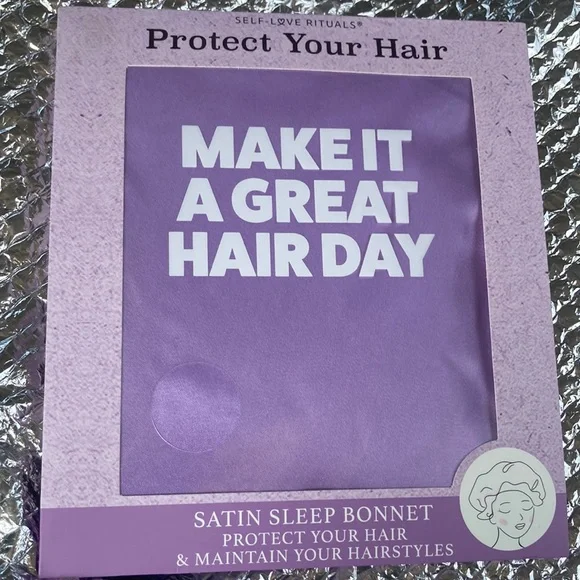 SELF-LOVE RITUALS®
Protect Your Hair
MAKE IT
A GREAT
HAIR DAY
SATIN SLEEP BONNET
PROTECT YOUR HAIR
& MAINTAIN YOUR HAIRSTYLES